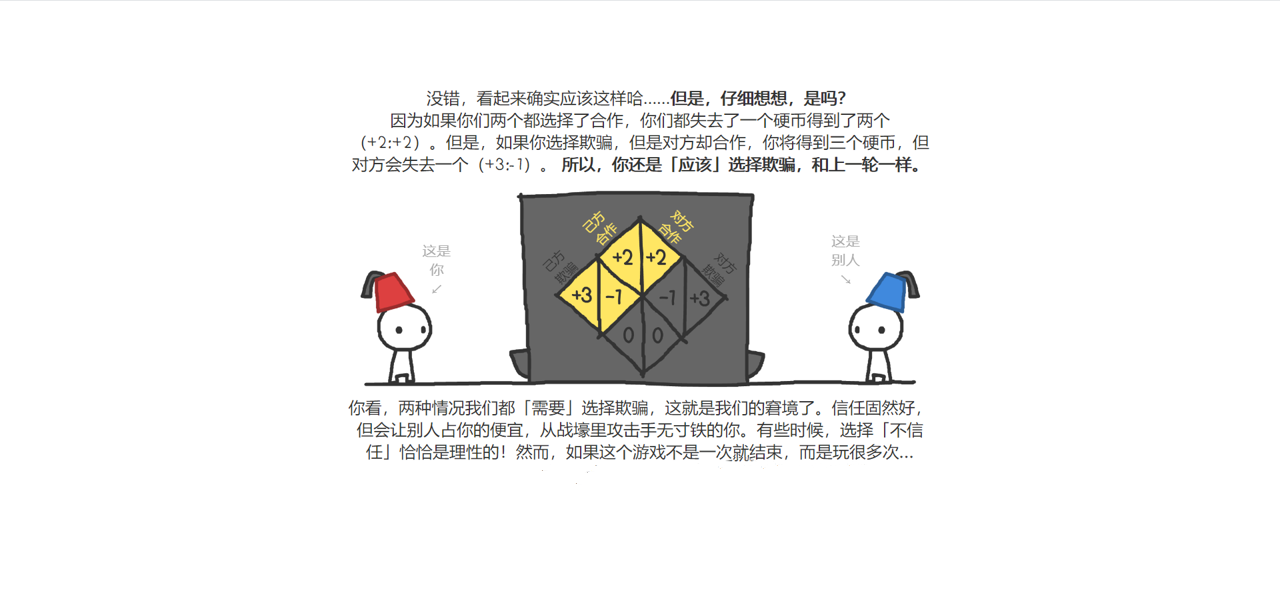 没错，看起来确实应该这样哈……但是，仔细想想，是吗？
因为如果你们两个都选择了合作，你们都失去了一个硬币得到了两个
（+2:+2）。但是，如果你选择欺骗，但是对方却合作，你将得到三个硬币，但
对方会失去一个（+3:-1）。 所以，你还是「应该」选择欺骗，和上一轮一样。
己方
合作
对方
合作
这是
你
↙
己方
欺骗
对方
欺骗
这是
别人
↘
+2 +2
+3 -1 -1 +3
0 0
你看，两种情况我们都「需要」选择欺骗，这就是我们的窘境了。信任固然好，
但会让别人占你的便宜，从战壕里攻击手无寸铁的你。有些时候，选择「不信
任」恰恰是理性的！然而，如果这个游戏不是一次就结束，而是玩很多次...